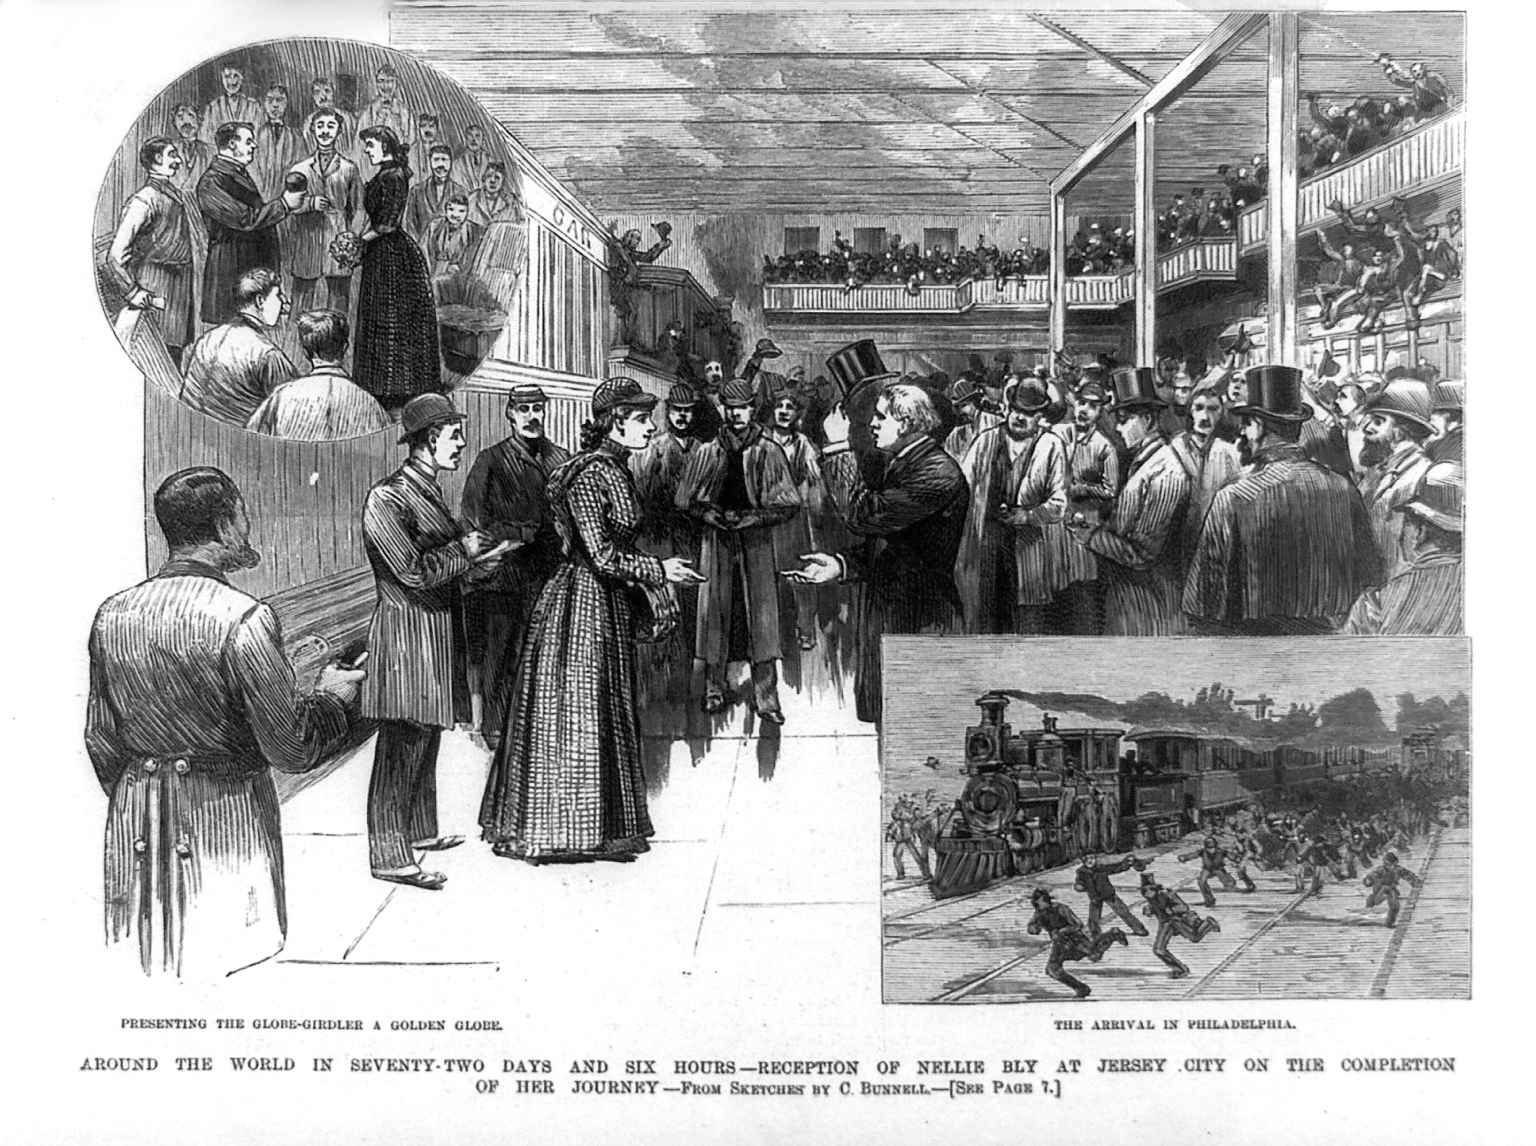 PRESENTING THE GLOBE-GIRDLER A GOLDEN GLOBE.
THE ARRIVAL IN PHILADELPHIA.
AROUND THE WORLD IN SEVENTY-TWO DAYS AND SIX HOURS—RECEPTION OF NELLIE BLY AT JERSEY CITY ON THE COMPLETION
OF HER JOURNEY—FROM SKETCHES BY C. BUNNELL.—[SEE PAGE 7.]